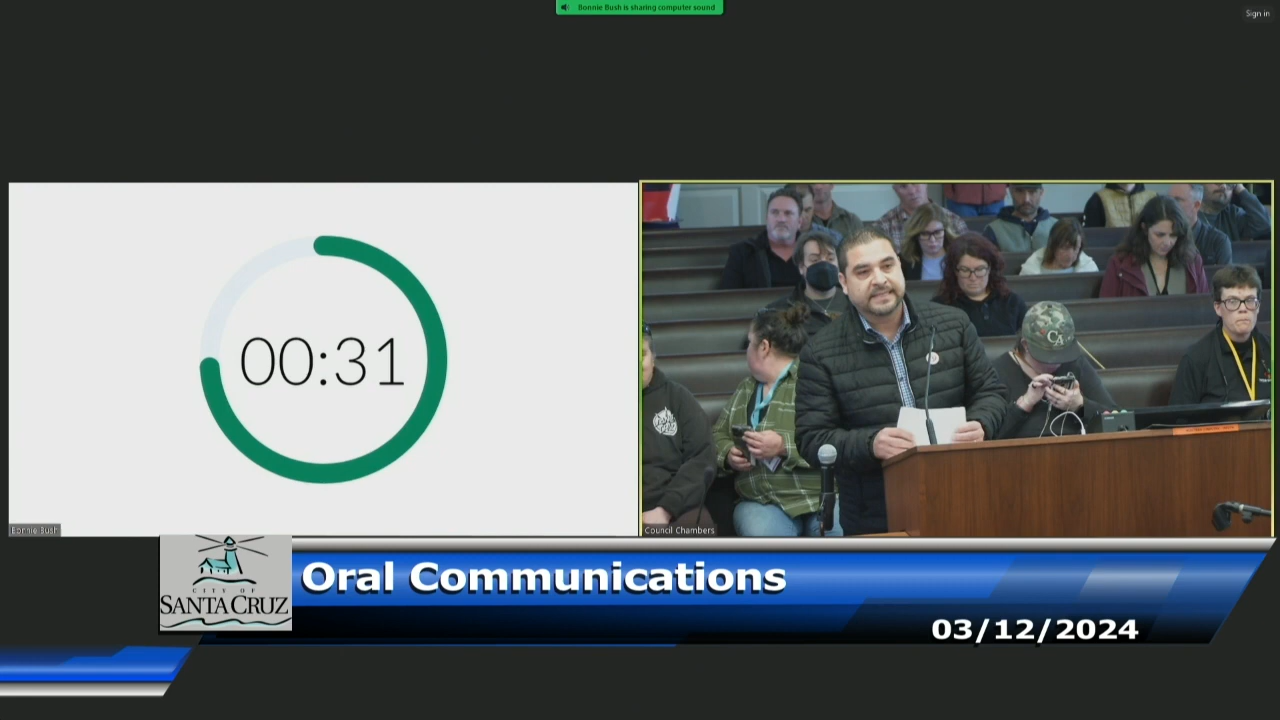 Bonnie Bush is sharing computer sound
Sign in
00:31
Bonnie Bush
Council Chambers
CA
CITY OF
SANTA CRUZ
Oral Communications
03/12/2024